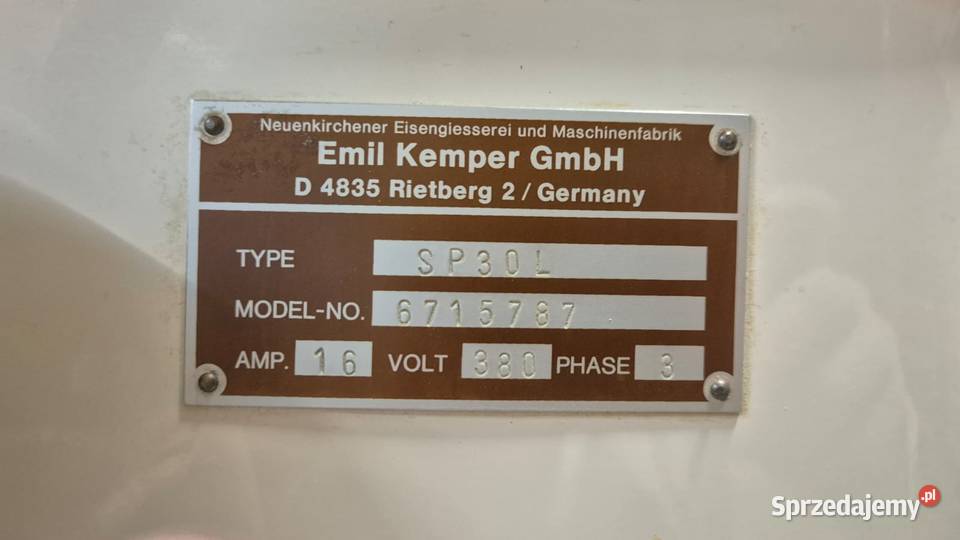 Neuenkirchener Eisengiesserei und Maschinenfabrik
Emil Kemper GmbH
D 4835 Rietberg 2 / Germany
TYPE SP30L
MODEL-NO. 6715787
AMP. 16 VOLT 380 PHASE 3
Sprzedajemy.pl